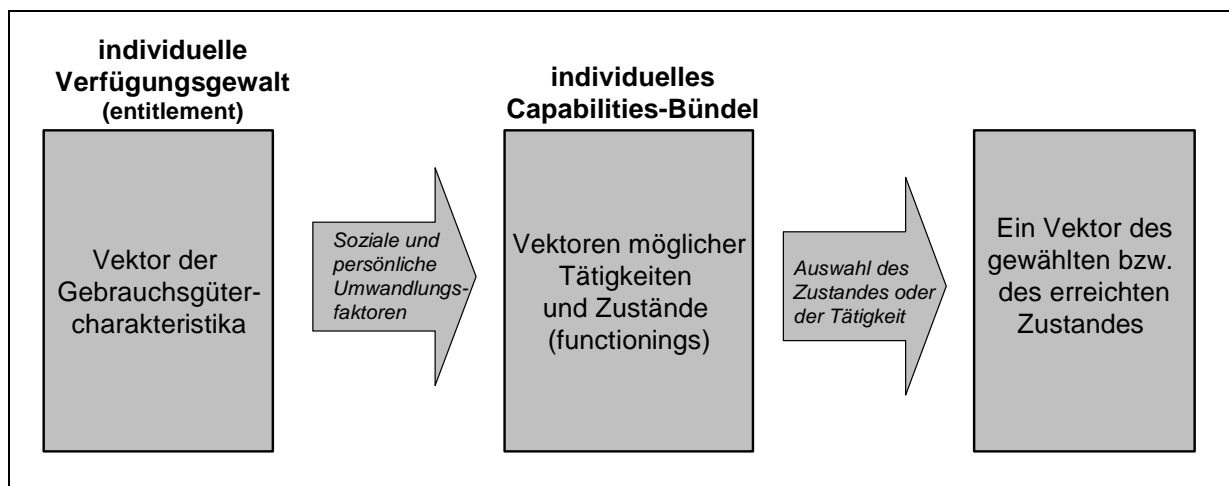 individuelle
Verfügungsgewalt
(entitlement)
Vektor der
Gebrauchsgüter-
charakteristika
Soziale und
persönliche
Umwandlungs-
faktoren
individuelles
Capabilities-Bündel
Vektoren möglicher
Tätigkeiten
und Zustände
(functionings)
Auswahl des
Zustandes oder
der Tätigkeit
Ein Vektor des
gewählten bzw.
des erreichten
Zustandes